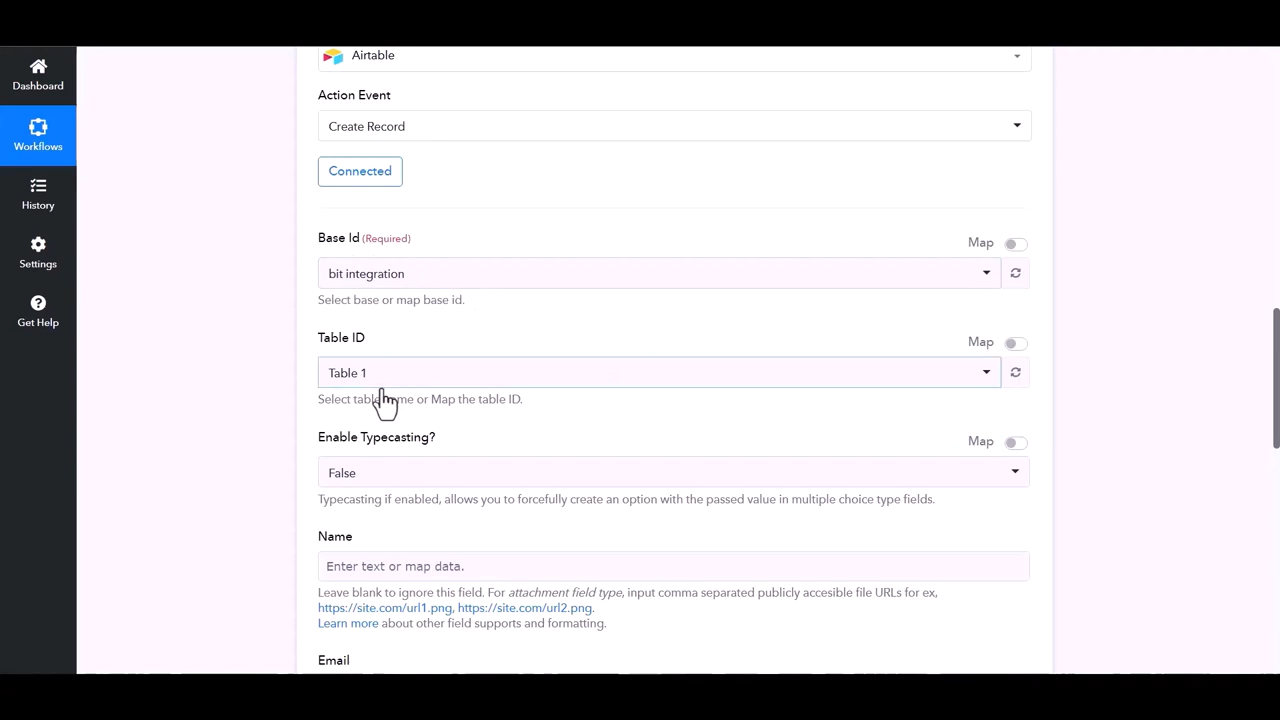 Dashboard
Workflows
History
Settings
Get Help
Airtable
Action Event
Create Record
Connected
Base Id (Required)
Map
bit integration
Select base or map base id.
Table ID
Map
Table 1
Select table me or Map the table ID.
Enable Typecasting?
Map
False
Typecasting if enabled, allows you to forcefully create an option with the passed value in multiple choice type fields.
Name
Enter text or map data.
Leave blank to ignore this field. For attachment field type, input comma separated publicly accesible file URLs for ex,
https://site.com/url1.png, https://site.com/url2.png.
Learn more about other field supports and formatting.
Email